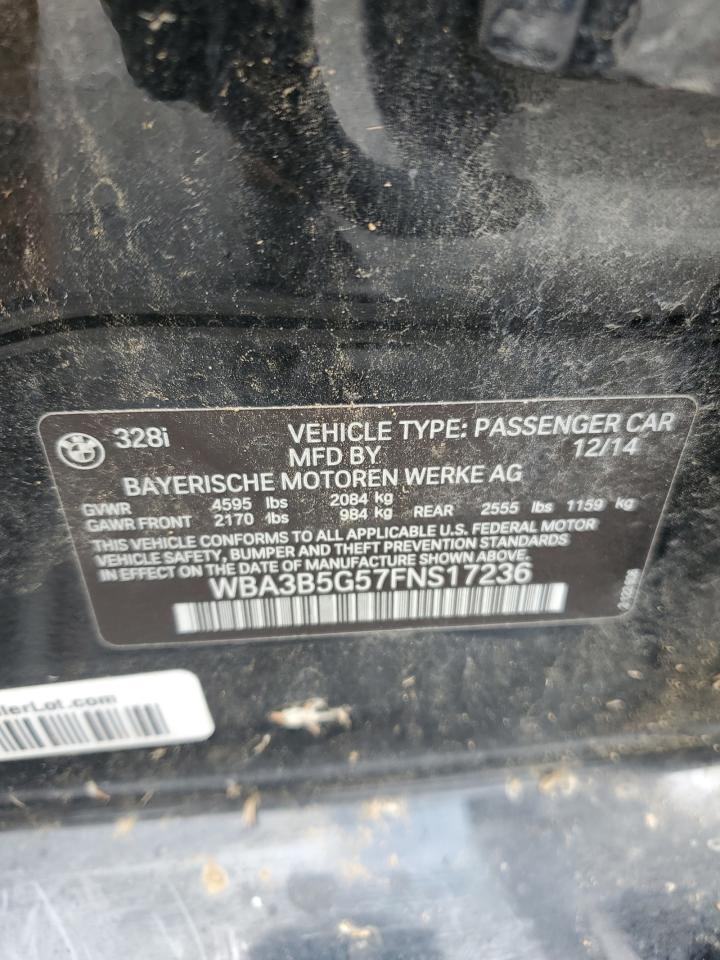 328i VEHICLE TYPE: PASSENGER CAR
MFD BY 12/14
BAYERISCHE MOTOREN WERKE AG
GVWR 4595 lbs 2084 kg
GAWR FRONT 2170 lbs 984 kg REAR 2555 lbs 1159 kg
THIS VEHICLE CONFORMS TO ALL APPLICABLE U.S. FEDERAL MOTOR
VEHICLE SAFETY, BUMPER AND THEFT PREVENTION STANDARDS
IN EFFECT ON THE DATE OF MANUFACTURE SHOWN ABOVE.
WBA3B5G57FNS17236
lerLot.com